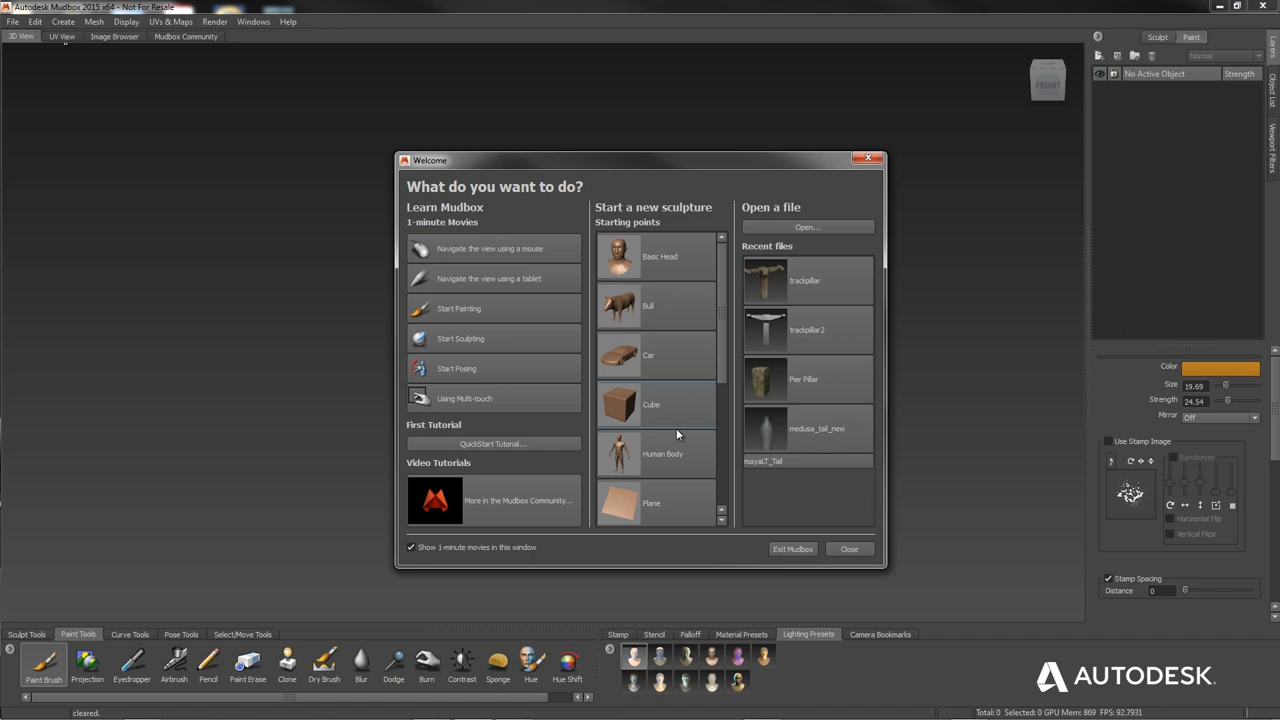 Autodesk Mudbox 2015 x64 - Not For Resale
File Edit Create Mesh Display UVs & Maps Render Windows Help
3D View UV View Image Browser Mudbox Community
Sculpt Paint
Normal
No Active Object Strength
Layers
Object List
Viewport Filters
FRONT
Welcome
What do you want to do?
Learn Mudbox
1-minute Movies
Navigate the view using a mouse
Navigate the view using a tablet
Start Painting
Start Sculpting
Start Posing
Using Multi-touch
First Tutorial
QuickStart Tutorial...
Video Tutorials
More in the Mudbox Community...
Show 1-minute movies in this window
Start a new sculpture
Starting points
Basic Head
Bull
Car
Cube
Human Body
Plane
Open a file
Open...
Recent files
trackpillar
trackpillar2
Pier Pillar
medusa_tail_new
mayaLT_Tail
Exit Mudbox Close
Color
Size 19.69
Strength 24.54
Mirror Off
Use Stamp Image
Randomize
Horizontal Flip
Vertical Flips
Stamp Spacing
Distance 0
Sculpt Tools Paint Tools Curve Tools Pose Tools Select/Move Tools
Paint Brush Projection Eyedropper Airbrush Pencil Paint Erase Clone Dry Brush Blur Dodge Burn Contrast Sponge Hue Hue Shift
Stamp Stencil Falloff Material Presets Lighting Presets Camera Bookmarks
AUTODESK.
cleared.
Total: 0 Selected: 0 GPU Mem: 869 FPS: 92.7931